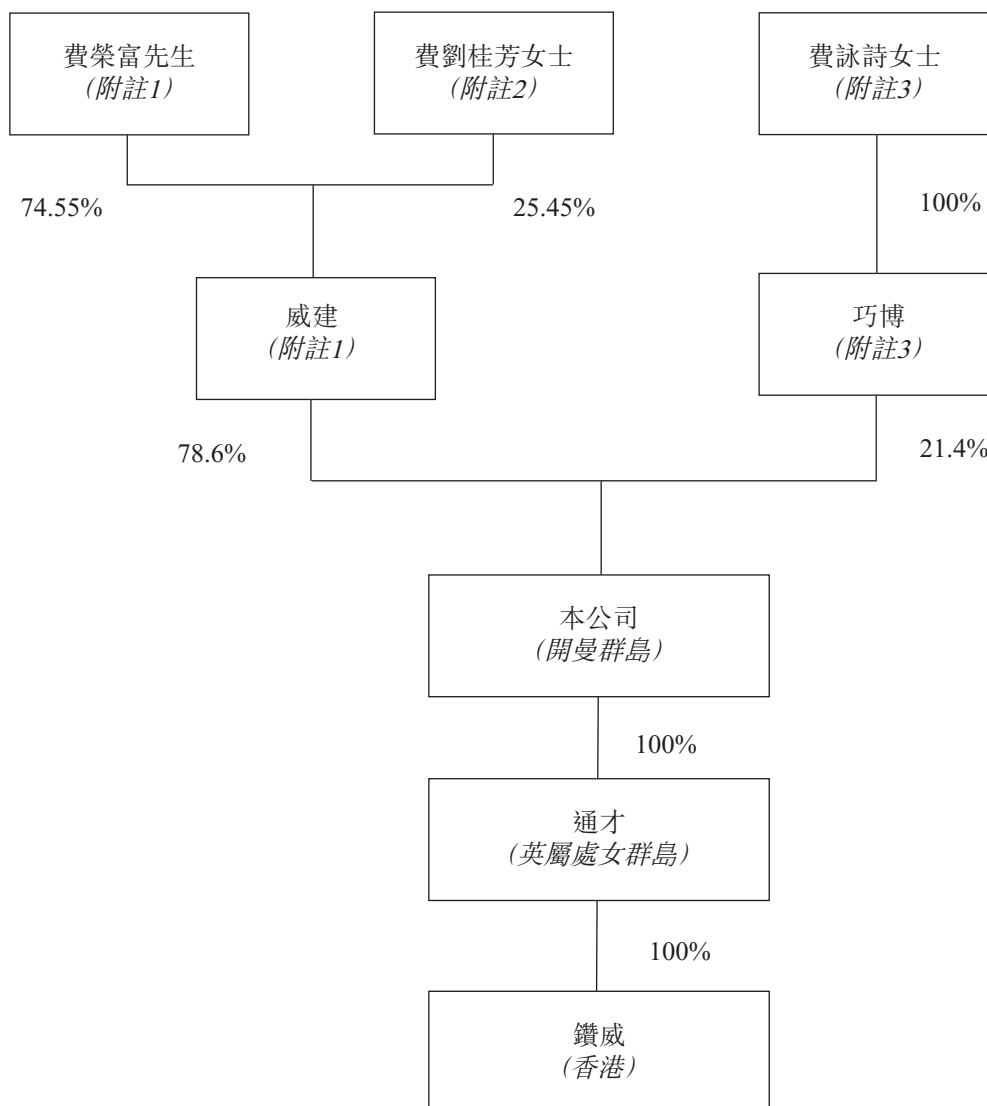 費榮富先生
（附註1）
費劉桂芳女士
（附註2）
費詠詩女士
（附註3）
74.55%
25.45%
100%
威建
（附註1）
巧博
（附註3）
78.6%
21.4%
本公司
（開曼群島）
100%
通才
（英屬處女群島）
100%
鑽威
（香港）